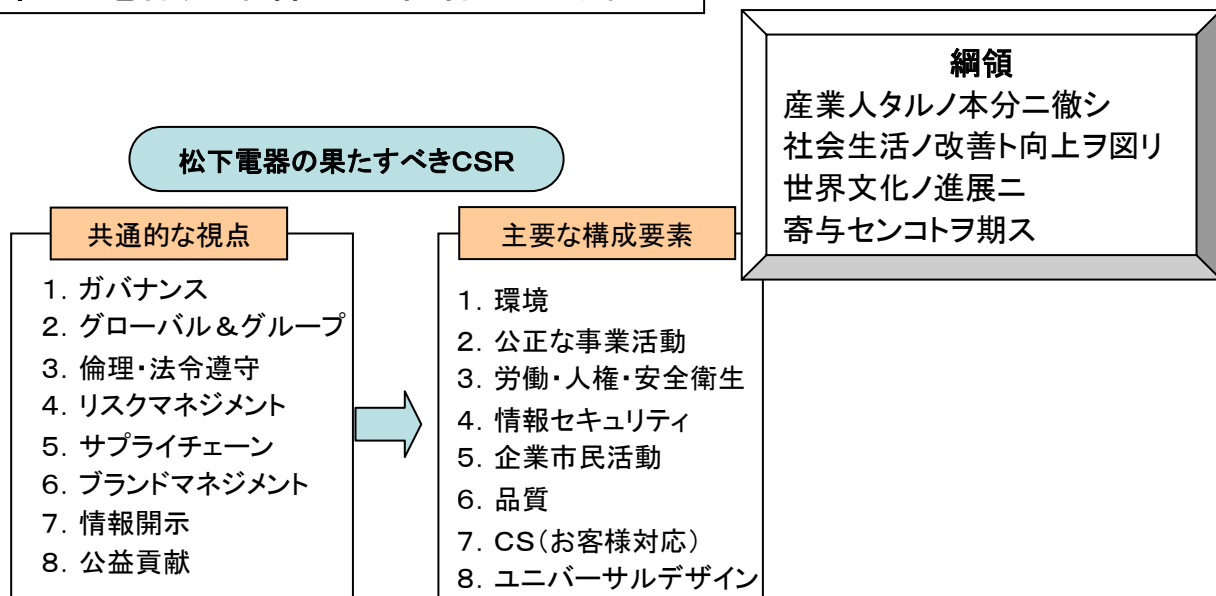 綱領
産業人タルノ本分ニ徹シ
社会生活ノ改善ト向上ヲ図リ
世界文化ノ進展ニ
寄与センコトヲ期ス
松下電器の果たすべきCSR
共通的な視点
1. ガバナンス
2. グローバル&グループ
3. 倫理・法令遵守
4. リスクマネジメント
5. サプライチェーン
6. ブランドマネジメント
7. 情報開示
8. 公益貢献
主要な構成要素
1. 環境
2. 公正な事業活動
3. 労働・人権・安全衛生
4. 情報セキュリティ
5. 企業市民活動
6. 品質
7. CS(お客様対応)
8. ユニバーサルデザイン